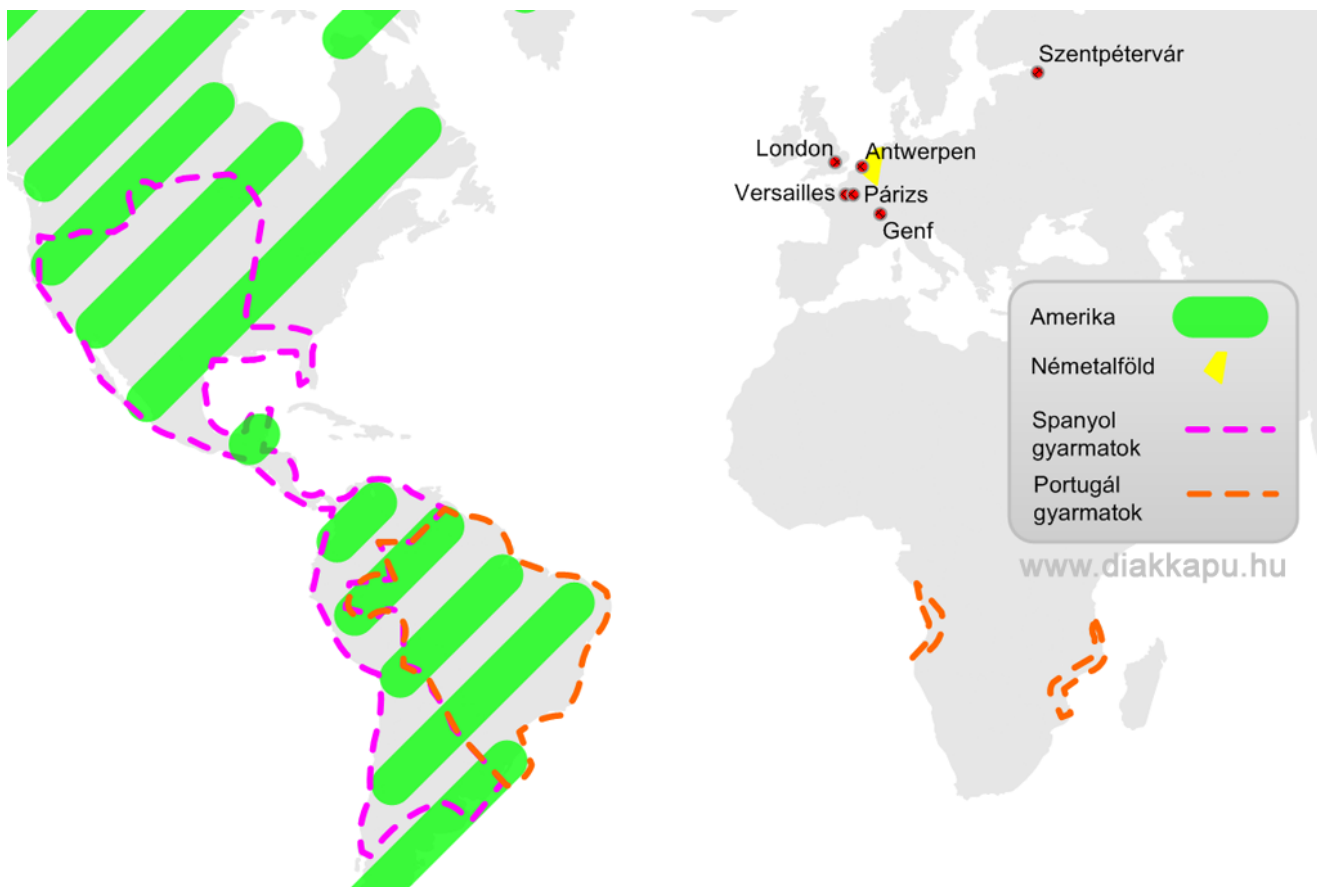 Szentpétervár
London
Antwerpen
Versailles
Párizs
Genf
Amerika
Németalföld
Spanyol
gyarmatok
Portugál
gyarmatok
www.diakkapu.hu